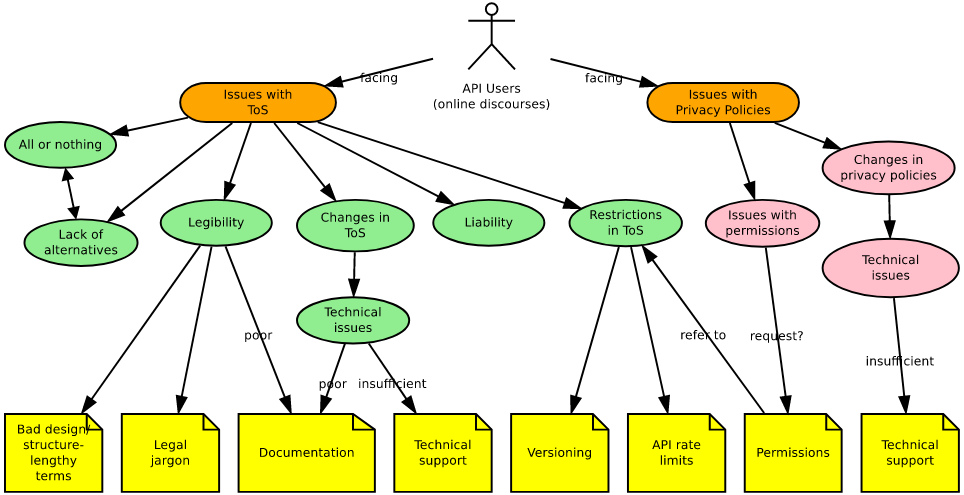 API Users
(online discourses)
facing
facing
Issues with
ToS
Issues with
Privacy Policies
All or nothing
Changes in
privacy policies
Lack of
alternatives
Legibility
Changes in
ToS
Liability
Restrictions
in ToS
Issues with
permissions
Technical
issues
Technical
issues
poor
refer to
request?
insufficient
poor
insufficient
Bad design/
structure-
lengthy
terms
Legal
jargon
Documentation
Technical
support
Versioning
API rate
limits
Permissions
Technical
support